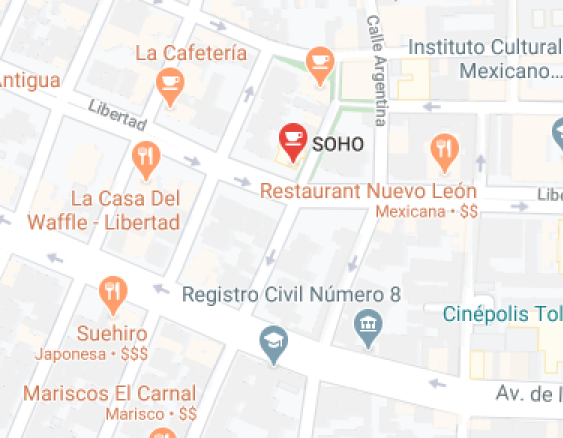 La Cafetería
Instituto Cultural
Mexicano...
Antigua
Libertad
Calle Argentina
SOHO
La Casa Del
Waffle - Libertad
Restaurant Nuevo León
Mexicana • $$
Libe
Registro Civil Número 8
Cinépolis Tol
Suehiro
Japonesa • $$$
Mariscos El Carnal
Marisco • $$
Av. de l